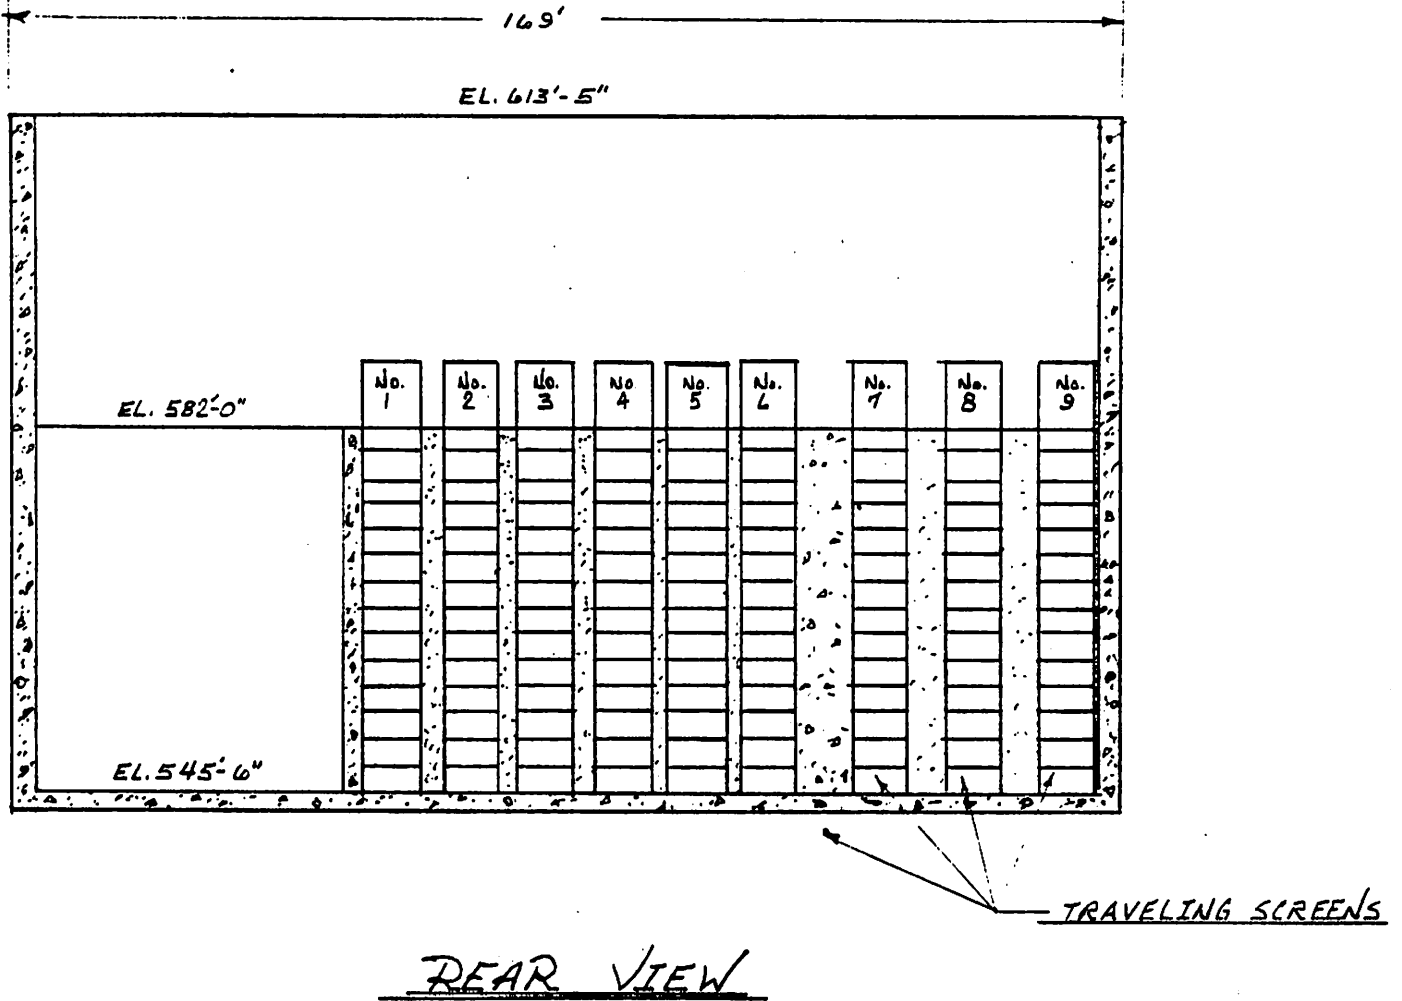 169'
EL. 613'-5"
No. 1
No. 2
No. 3
No 4
No. 5
No. 6
No. 7
No. 8
No. 9
EL. 582'-0"
EL. 545'-6"
TRAVELING SCREENS
REAR VIEW